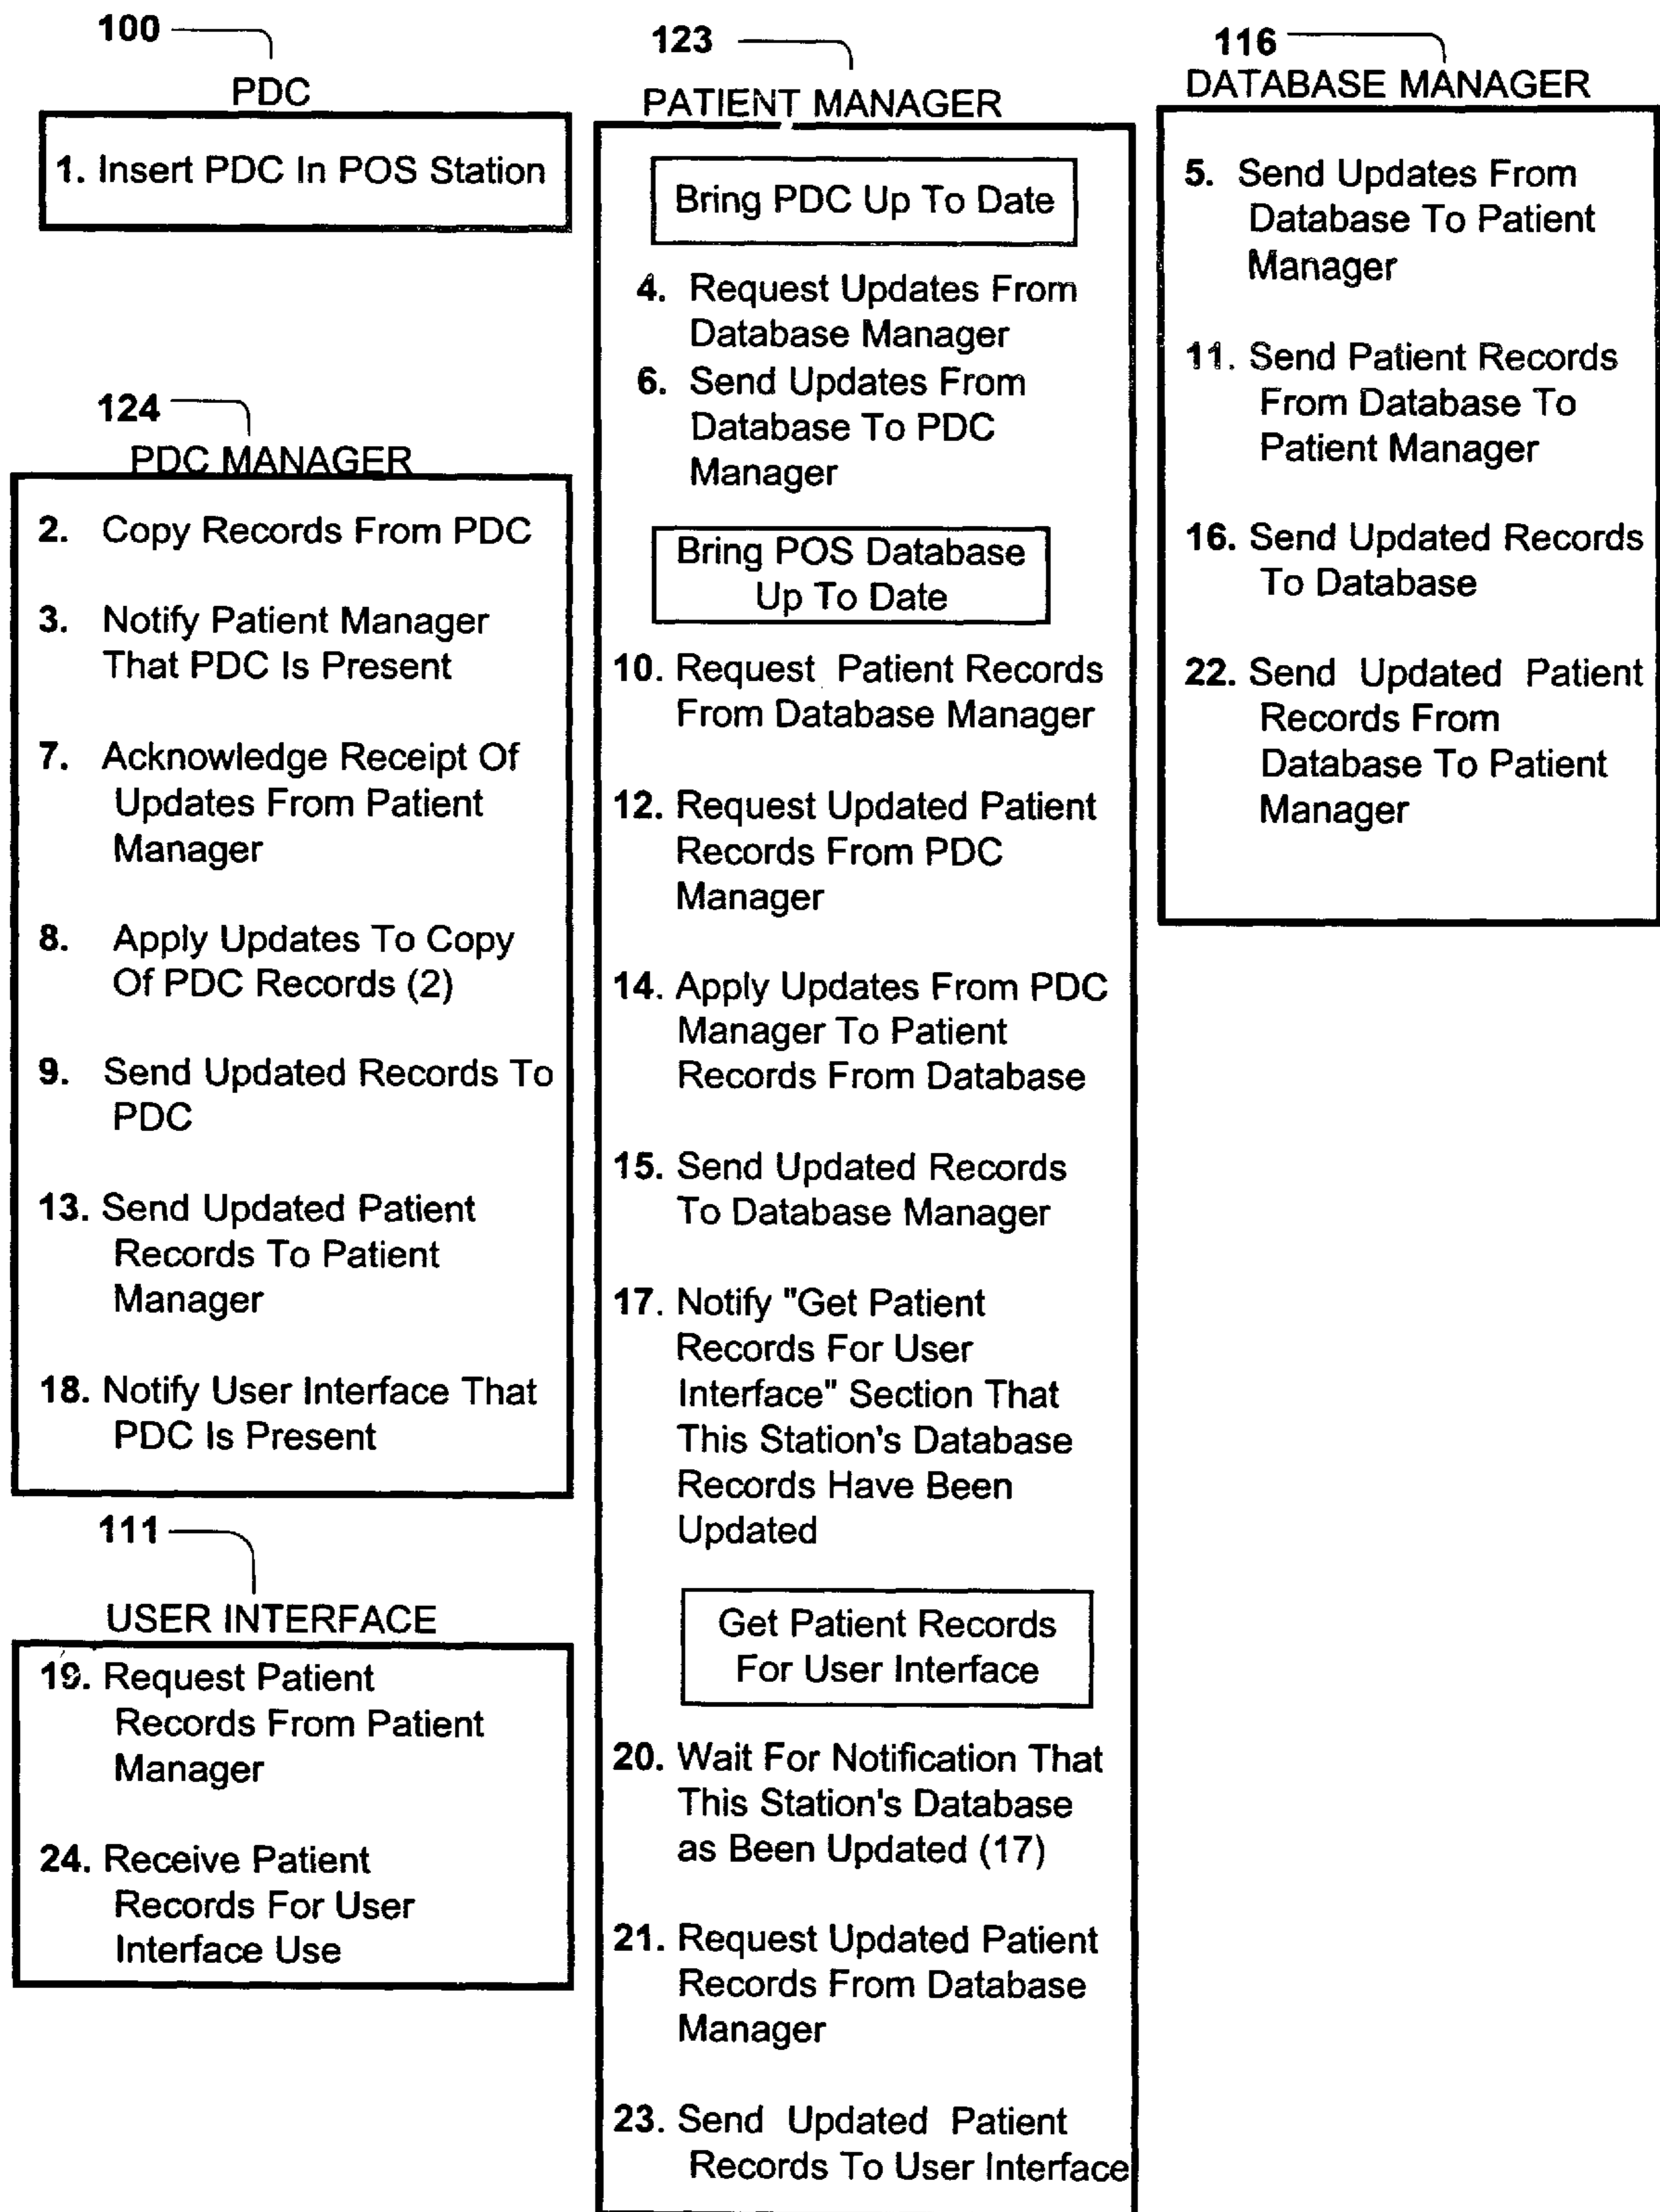 100
PDC
1. Insert PDC In POS Station
124
PDC MANAGER
2. Copy Records From PDC
3. Notify Patient Manager
That PDC Is Present
7. Acknowledge Receipt Of
Updates From Patient
Manager
8. Apply Updates To Copy
Of PDC Records (2)
9. Send Updated Records To
PDC
13. Send Updated Patient
Records To Patient
Manager
18. Notify User Interface That
PDC Is Present
111
USER INTERFACE
19. Request Patient
Records From Patient
Manager
24. Receive Patient
Records For User
Interface Use
123
PATIENT MANAGER
Bring PDC Up To Date
4. Request Updates From
Database Manager
6. Send Updates From
Database To PDC
Manager
Bring POS Database
Up To Date
10. Request Patient Records
From Database Manager
12. Request Updated Patient
Records From PDC
Manager
14. Apply Updates From PDC
Manager To Patient
Records From Database
15. Send Updated Records
To Database Manager
17. Notify "Get Patient
Records For User
Interface" Section That
This Station's Database
Records Have Been
Updated
Get Patient Records
For User Interface
20. Wait For Notification That
This Station's Database
as Been Updated (17)
21. Request Updated Patient
Records From Database
Manager
23. Send Updated Patient
Records To User Interface
116
DATABASE MANAGER
5. Send Updates From
Database To Patient
Manager
11. Send Patient Records
From Database To
Patient Manager
16. Send Updated Records
To Database
22. Send Updated Patient
Records From
Database To Patient
Manager